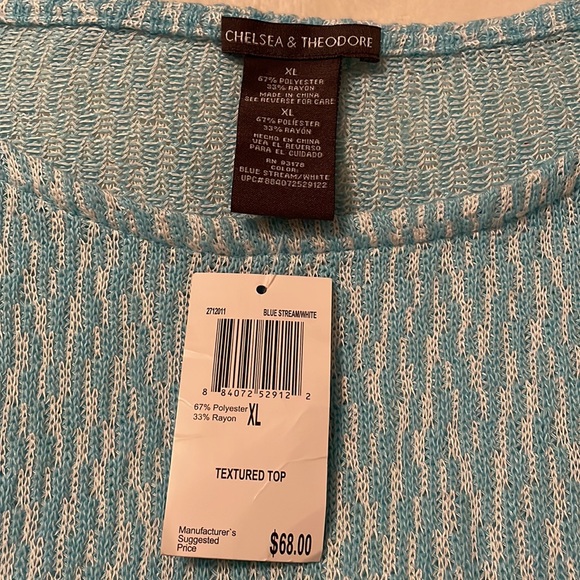 CHELSEA & THEODORE
XL
67% POLYESTER
33% RAYON
MADE IN CHINA
SEE REVERSE FOR CARE
XL
67% POLIESTER
33% RAYON
HECHO EN CHINA
VEA EL REVERSO
PARA EL CUIDADO
RN 93178
COLOR:
BLUE STREAM/WHITE
UPC#884072529122
2712011 BLUE STREAM/WHITE
8 84072 52912 2
67% Polyester XL
33% Rayon
TEXTURED TOP
Manufacturer`s
Suggested
Price $68.00